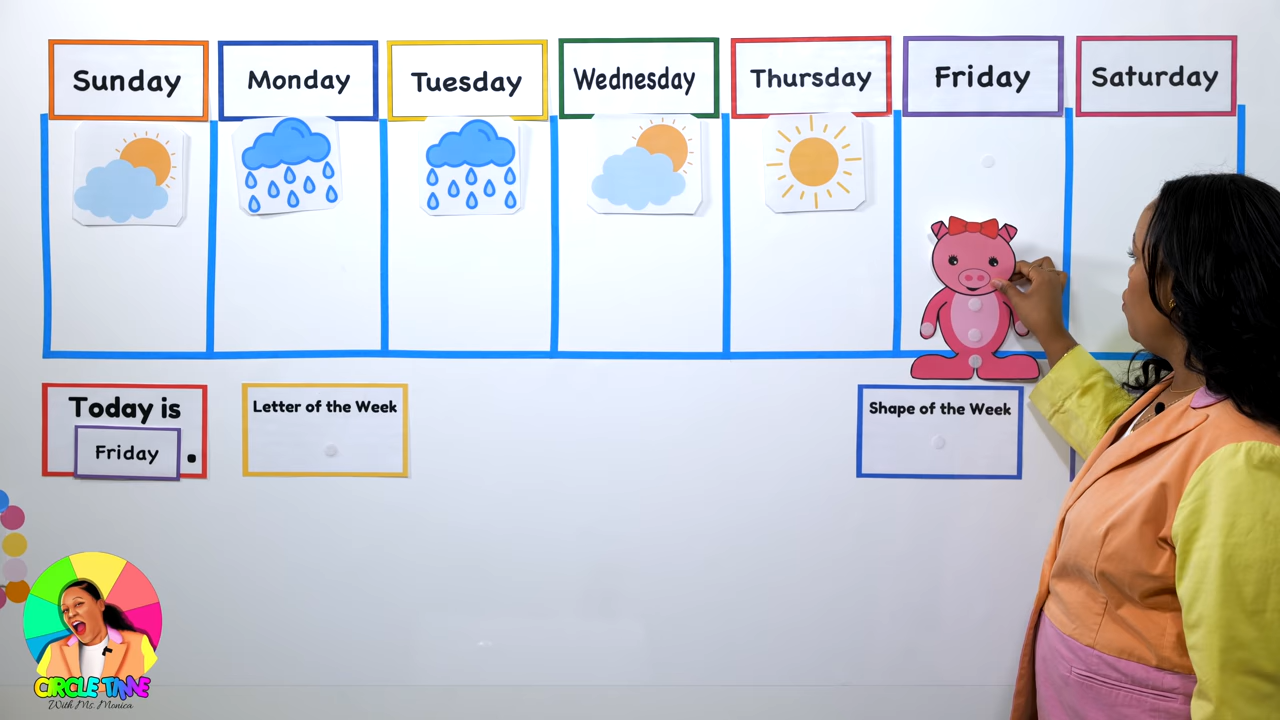 Sunday
Monday
Tuesday
Wednesday
Thursday
Friday
Saturday
Today is
Friday.
Letter of the Week
Shape of the Week
CIRCLE TIME
With Ms. Monica